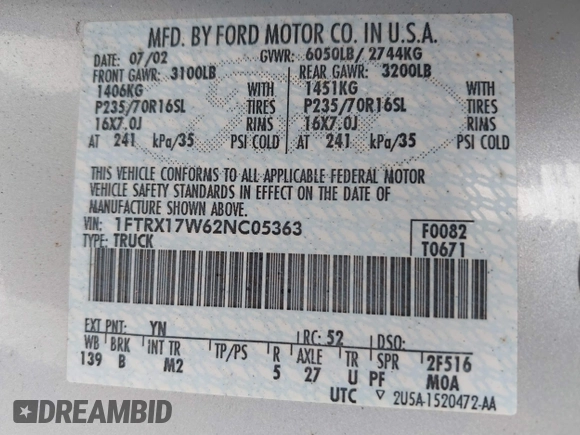 MFD. BY FORD MOTOR CO. IN U.S.A.
DATE: 07/02 GVWR: 6050LB/ 2744KG
FRONT GAWR: 3100LB REAR GAWR: 3200LB
1406KG WITH 1451KG WITH
P235/70R16SL TIRES P235/70R16SL TIRES
16X7.0J RIMS 16X7.0J RIMS
AT 241 kPa/35 PSI COLD AT 241 kPa/35 PSI COLD
THIS VEHICLE CONFORMS TO ALL APPLICABLE FEDERAL MOTOR
VEHICLE SAFETY STANDARDS IN EFFECT ON THE DATE OF
MANUFACTURE SHOWN ABOVE.
VIN: 1FTRX17W62NC05363 F0082
TYPE: TRUCK T0671
EXT PNT: YN RC: 52 DSO:
WB BRK INT TR TP/PS R AXLE TR SPR 2F516
139 B M2 5 27 U PF M0A
UTC ▽ 2U5A-1520472-AA
DREAMBID